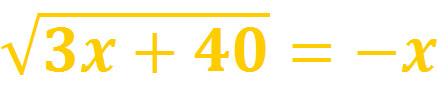 √(3x + 40) = −x